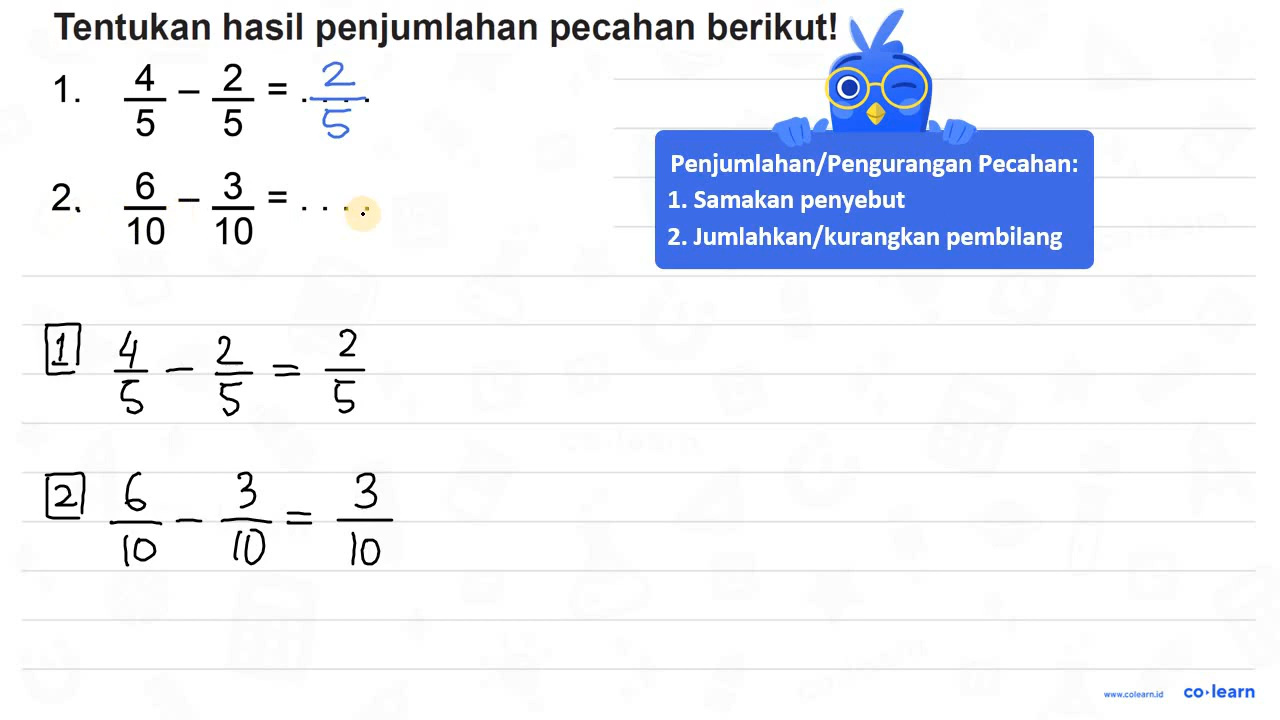 Tentukan hasil penjumlahan pecahan berikut!
1. 4/5 – 2/5 = .... 2/5
2. 6/10 – 3/10 = ....
Penjumlahan/Pengurangan Pecahan:
1. Samakan penyebut
2. Jumlahkan/kurangkan pembilang
1 4/5 – 2/5 = 2/5
2 6/10 – 3/10 = 3/10
www.colearn.id
co·learn